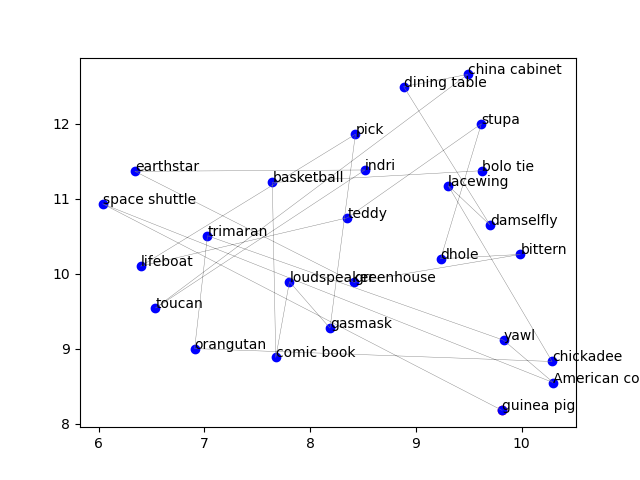 china cabinet
dining table
12
stupa
pick
earthstar
indri
bolo tie
basketball
lacewing
11
space shuttle
teddy
damselfly
trimaran
lifeboat
dhole
bittern
10
loudspeaker
greenhouse
toucan
gasmask
9
orangutan
comic book
yawl
chickadee
American co
guinea pig
8
6 7 8 9 10